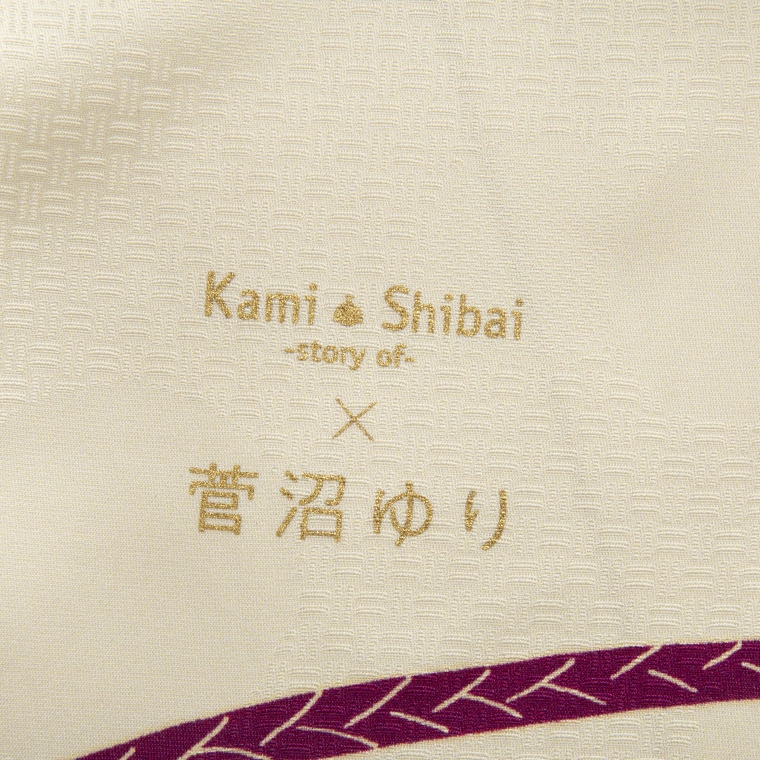 Kami Shibai
-story of-
×
菅沼ゆり